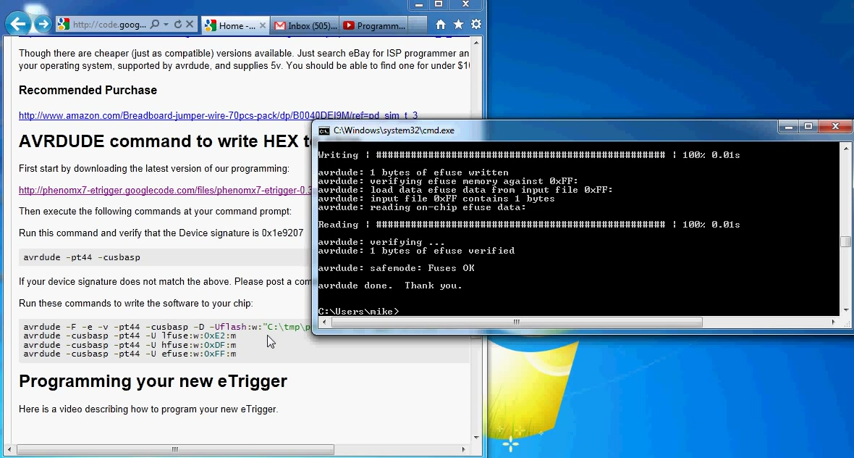 http://code.goog...
Home -...
Inbox (505)...
Programm...
Though there are cheaper (just as compatible) versions available. Just search eBay for ISP programmer an
your operating system, supported by avrdude, and supplies 5v. You should be able to find one for under $1
Recommended Purchase
http://www.amazon.com/Breadboard-jumper-wire-70pcs-pack/dp/B0040DEI9M/ref=pd_sim_t_3
AVRDUDE command to write HEX to
First start by downloading the latest version of our programming:
http://phenomx7-etrigger.googlecode.com/files/phenomx7-etrigger-0.3
Then execute the following commands at your command prompt:
Run this command and verify that the Device signature is 0x1e9207
avrdude -pt44 -cusbasp
If your device signature does not match the above. Please post a com
Run these commands to write the software to your chip:
avrdude -F -e -v -pt44 -cusbasp -D -Uflash:w:"C:\tmp\p
avrdude -cusbasp -pt44 -U lfuse:w:0xE2:m
avrdude -cusbasp -pt44 -U hfuse:w:0xDF:m
avrdude -cusbasp -pt44 -U efuse:w:0xFF:m
Programming your new eTrigger
Here is a video describing how to program your new eTrigger.
C:\Windows\system32\cmd.exe
Writing | ################################################## | 100% 0.01s
avrdude: 1 bytes of efuse written
avrdude: verifying efuse memory against 0xFF:
avrdude: load data efuse data from input file 0xFF:
avrdude: input file 0xFF contains 1 bytes
avrdude: reading on-chip efuse data:
Reading | ################################################## | 100% 0.01s
avrdude: verifying ...
avrdude: 1 bytes of efuse verified
avrdude: safemode: Fuses OK
avrdude done.  Thank you.
C:\Users\mike>